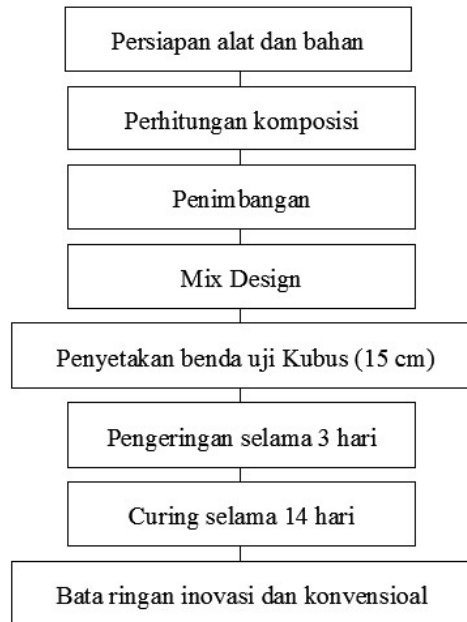 Persiapan alat dan bahan
Perhitungan komposisi
Penimbangan
Mix Design
Penyetakan benda uji Kubus (15 cm)
Pengeringan selama 3 hari
Curing selama 14 hari
Bata ringan inovasi dan konvensioal